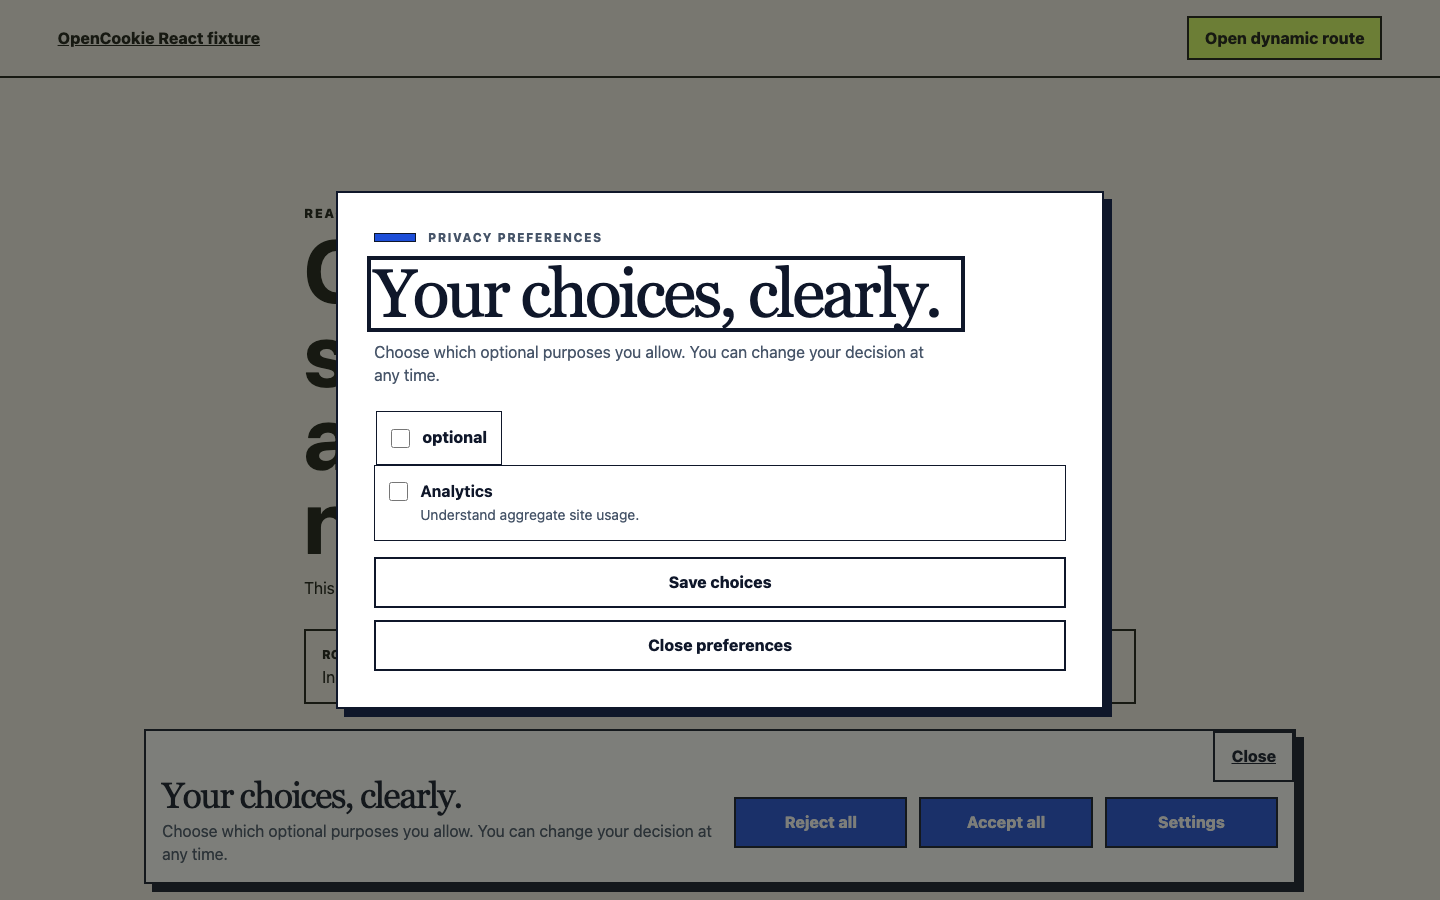 OpenCookie React fixture
Open dynamic route
PRIVACY PREFERENCES
Your choices, clearly.
Choose which optional purposes you allow. You can change your decision at
any time.
optional
Analytics
Understand aggregate site usage.
Save choices
Close preferences
This
Close
Your choices, clearly.
Choose which optional purposes you allow. You can change your decision at
any time.
Reject all
Accept all
Settings